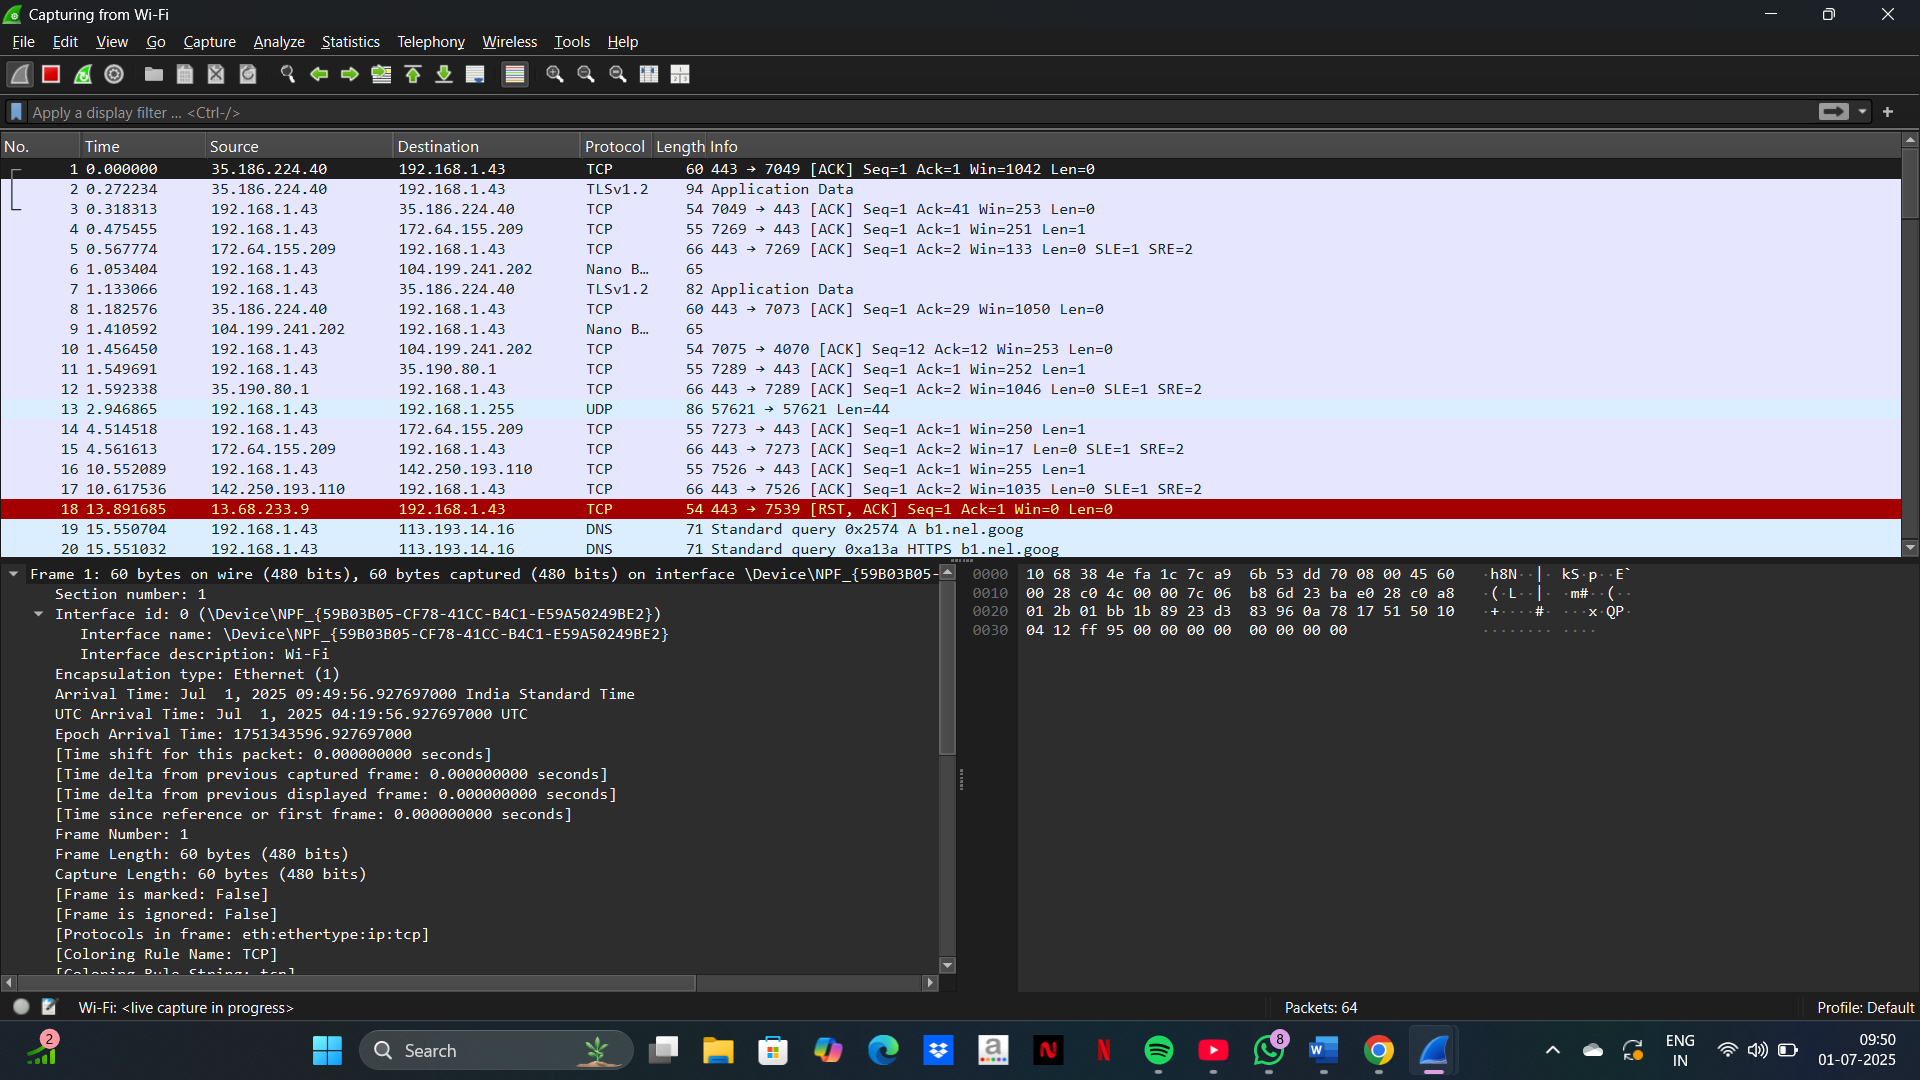 Capturing from Wi-Fi
File Edit View Go Capture Analyze Statistics Telephony Wireless Tools Help
Apply a display filter ... <Ctrl-/>
No. Time Source Destination Protocol Length Info
1 0.000000 35.186.224.40 192.168.1.43 TCP 60 443 → 7049 [ACK] Seq=1 Ack=1 Win=1042 Len=0
2 0.272234 35.186.224.40 192.168.1.43 TLSv1.2 94 Application Data
3 0.318313 192.168.1.43 35.186.224.40 TCP 54 7049 → 443 [ACK] Seq=1 Ack=41 Win=253 Len=0
4 0.475455 192.168.1.43 172.64.155.209 TCP 55 7269 → 443 [ACK] Seq=1 Ack=1 Win=251 Len=1
5 0.567774 172.64.155.209 192.168.1.43 TCP 66 443 → 7269 [ACK] Seq=1 Ack=2 Win=133 Len=0 SLE=1 SRE=2
6 1.053404 192.168.1.43 104.199.241.202 Nano B… 65
7 1.133066 192.168.1.43 35.186.224.40 TLSv1.2 82 Application Data
8 1.182576 35.186.224.40 192.168.1.43 TCP 60 443 → 7073 [ACK] Seq=1 Ack=29 Win=1050 Len=0
9 1.410592 104.199.241.202 192.168.1.43 Nano B… 65
10 1.456450 192.168.1.43 104.199.241.202 TCP 54 7075 → 4070 [ACK] Seq=12 Ack=12 Win=253 Len=0
11 1.549691 192.168.1.43 35.190.80.1 TCP 55 7289 → 443 [ACK] Seq=1 Ack=1 Win=252 Len=1
12 1.592338 35.190.80.1 192.168.1.43 TCP 66 443 → 7289 [ACK] Seq=1 Ack=2 Win=1046 Len=0 SLE=1 SRE=2
13 2.946865 192.168.1.43 192.168.1.255 UDP 86 57621 → 57621 Len=44
14 4.514518 192.168.1.43 172.64.155.209 TCP 55 7273 → 443 [ACK] Seq=1 Ack=1 Win=250 Len=1
15 4.561613 172.64.155.209 192.168.1.43 TCP 66 443 → 7273 [ACK] Seq=1 Ack=2 Win=17 Len=0 SLE=1 SRE=2
16 10.552089 192.168.1.43 142.250.193.110 TCP 55 7526 → 443 [ACK] Seq=1 Ack=1 Win=255 Len=1
17 10.617536 142.250.193.110 192.168.1.43 TCP 66 443 → 7526 [ACK] Seq=1 Ack=2 Win=1035 Len=0 SLE=1 SRE=2
18 13.891685 13.68.233.9 192.168.1.43 TCP 54 443 → 7539 [RST, ACK] Seq=1 Ack=1 Win=0 Len=0
19 15.550704 192.168.1.43 113.193.14.16 DNS 71 Standard query 0x2574 A b1.nel.goog
20 15.551032 192.168.1.43 113.193.14.16 DNS 71 Standard query 0xa13a HTTPS b1.nel.goog
Frame 1: 60 bytes on wire (480 bits), 60 bytes captured (480 bits) on interface \Device\NPF_{59B03B05-
Section number: 1
Interface id: 0 (\Device\NPF_{59B03B05-CF78-41CC-B4C1-E59A50249BE2})
Interface name: \Device\NPF_{59B03B05-CF78-41CC-B4C1-E59A50249BE2}
Interface description: Wi-Fi
Encapsulation type: Ethernet (1)
Arrival Time: Jul  1, 2025 09:49:56.927697000 India Standard Time
UTC Arrival Time: Jul  1, 2025 04:19:56.927697000 UTC
Epoch Arrival Time: 1751343596.927697000
[Time shift for this packet: 0.000000000 seconds]
[Time delta from previous captured frame: 0.000000000 seconds]
[Time delta from previous displayed frame: 0.000000000 seconds]
[Time since reference or first frame: 0.000000000 seconds]
Frame Number: 1
Frame Length: 60 bytes (480 bits)
Capture Length: 60 bytes (480 bits)
[Frame is marked: False]
[Frame is ignored: False]
[Protocols in frame: eth:ethertype:ip:tcp]
[Coloring Rule Name: TCP]
[Coloring Rule String: tcp]
0000 10 68 38 4e fa 1c 7c a9 6b 53 dd 70 08 00 45 60 ·h8N··|· kS·p··E`
0010 00 28 c0 4c 00 00 7c 06 b8 6d 23 ba e0 28 c0 a8 ·(·L··|· ·m#··(··
0020 01 2b 01 bb 1b 89 23 d3 83 96 0a 78 17 51 50 10 ·+····#· ···x·QP·
0030 04 12 ff 95 00 00 00 00 00 00 00 00 ········ ····
Wi-Fi: <live capture in progress> Packets: 64 Profile: Default
2
Search
8
ENG
IN
09:50
01-07-2025